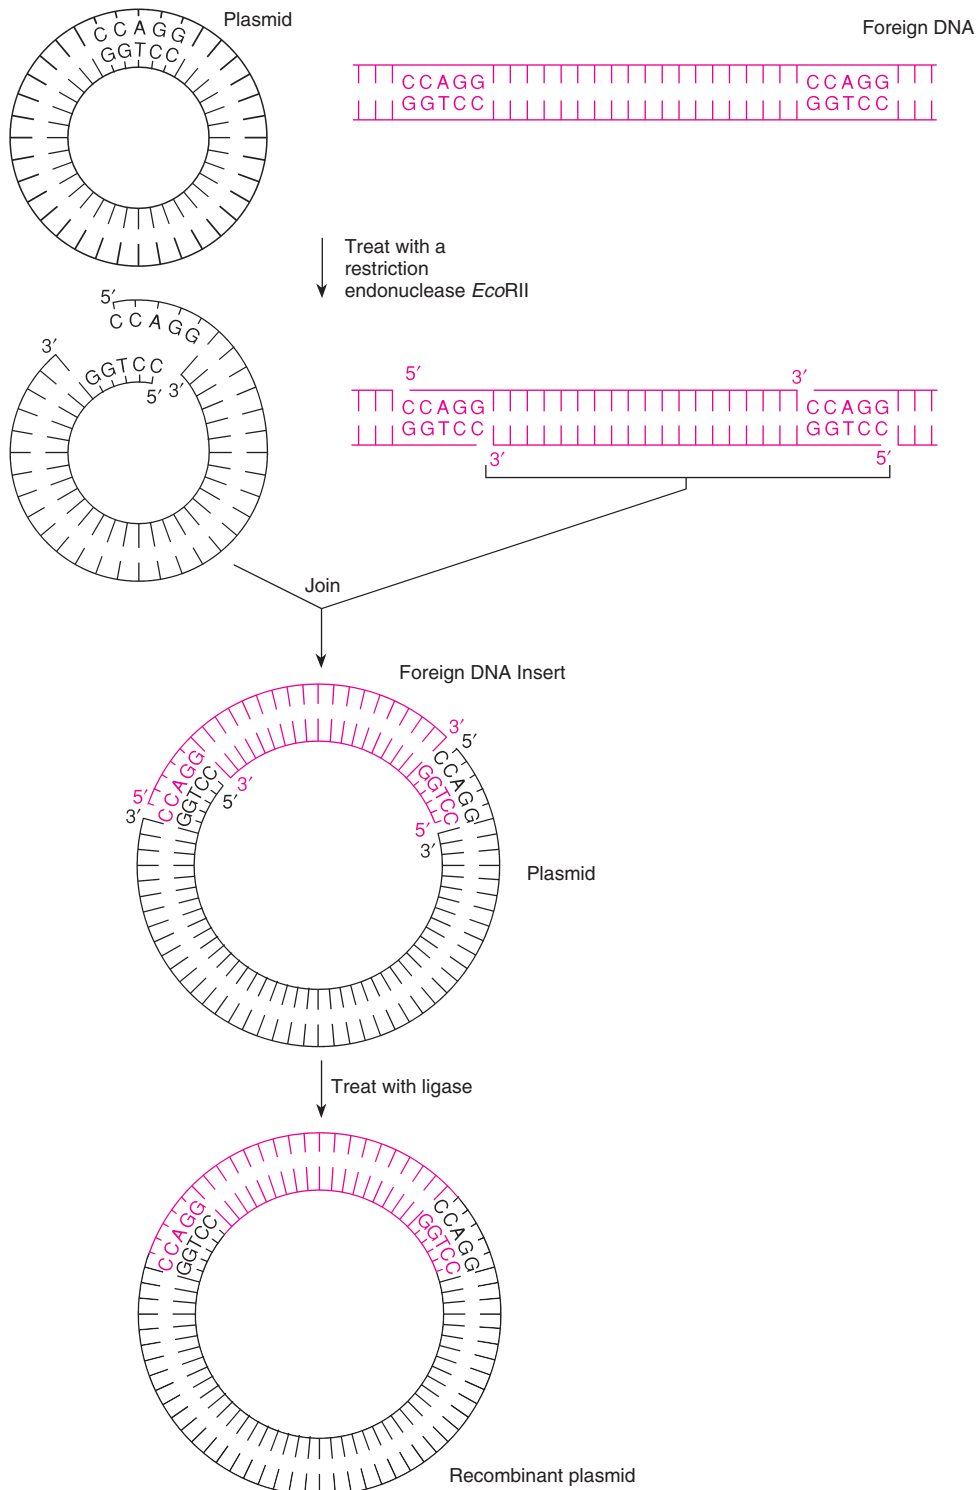 Plasmid
Foreign DNA
CCAGG
GGTCC
CCAGG
GGTCC
CCAGG
GGTCC
Treat with a
restriction
endonuclease EcoRII
5′
CCAGG
3′
GGTCC
5′ 3′
5′
3′
CCAGG
GGTCC
CCAGG
GGTCC
3′
5′
Join
Foreign DNA Insert
3′
5′
CCAGG
GGTCC
3′
5′
5′
3′
CCAGG
GGTCC
5′
3′
Plasmid
Treat with ligase
CCAGG
GGTCC
CCAGG
GGTCC
Recombinant plasmid